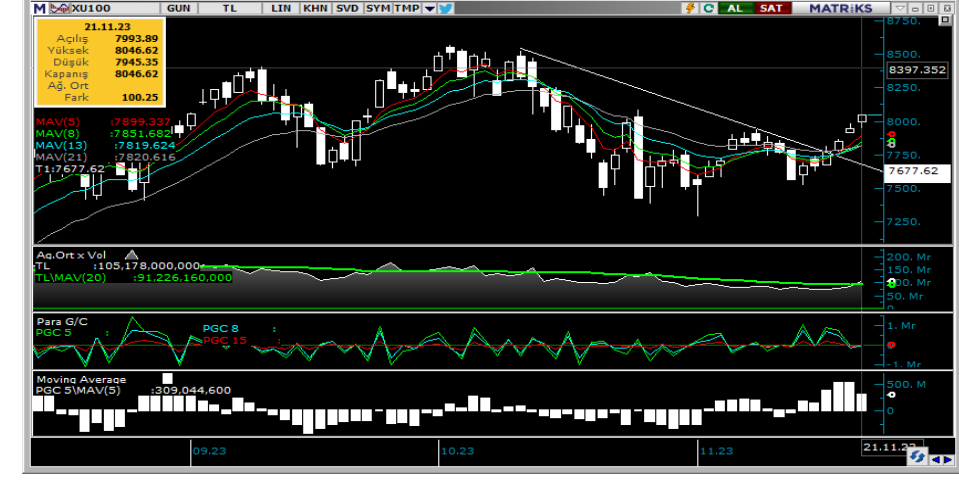 M XU100 GUN TL LIN KHN SVD SYM TMP C AL SAT MATRİKS
21.11.23
Açılış 7993.89
Yüksek 8046.62
Düşük 7945.35
Kapanış 8046.62
Ağ. Ort
Fark 100.25
MAV(5) :7899.337
MAV(8) :7851.682
MAV(13) :7819.624
MAV(21) :7820.616
T1:7677.62
8750.
8500.
8397.352
8250.
8000.
7750.
7677.62
7500.
7250.
Ag.Ort x Vol
TL :105,178,000,000
TL\MAV(20) :91,226,160,000
200. Mr
150. Mr
100. Mr
50. Mr
0
Para G/C
PGC 5 :
PGC 8 :
PGC 15 :
1. Mr
0
-1. Mr
Moving Average
PGC 5\MAV(5) :309,044,600
500. M
0
09.23 10.23 11.23 21.11.23